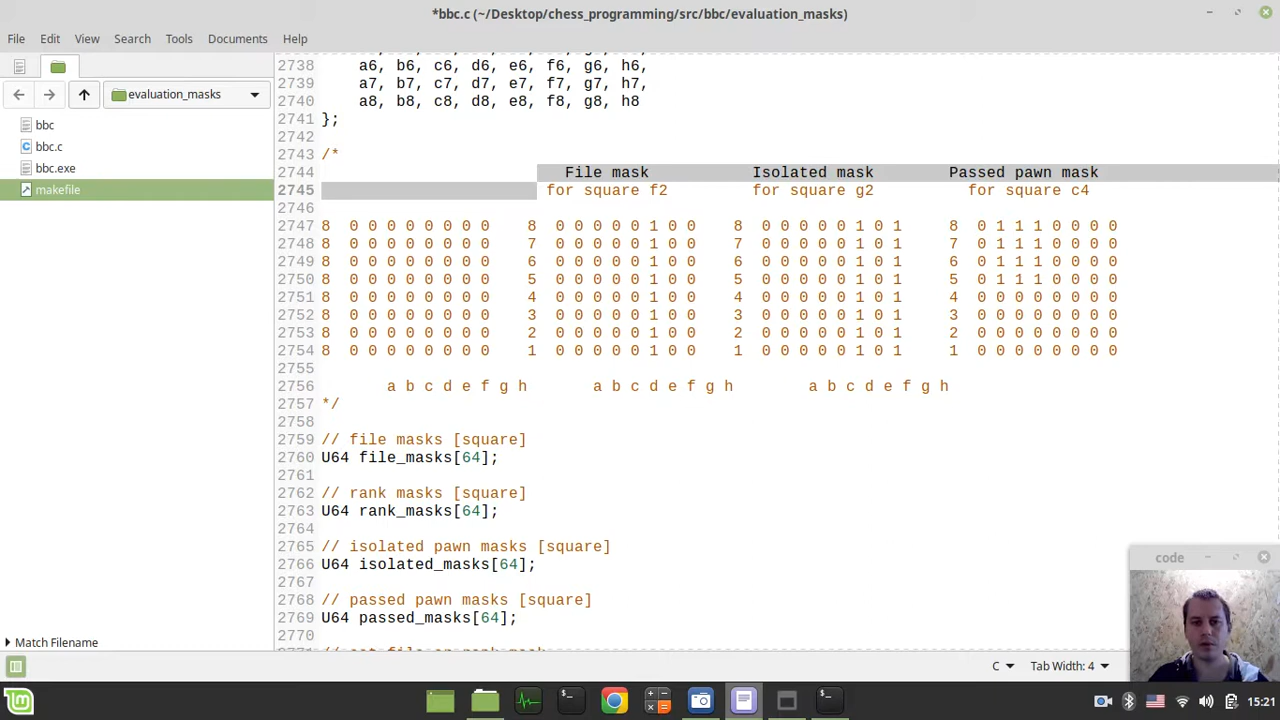 *bbc.c (~/Desktop/chess_programming/src/bbc/evaluation_masks)
File Edit View Search Tools Documents Help
evaluation_masks
bbc
bbc.c
bbc.exe
makefile
Match Filename
2738 a6, b6, c6, d6, e6, f6, g6, h6,
2739 a7, b7, c7, d7, e7, f7, g7, h7,
2740 a8, b8, c8, d8, e8, f8, g8, h8
2741 };
2742
2743 /*
2744 File mask Isolated mask Passed pawn mask
2745 for square f2 for square g2 for square c4
2746
2747 8 0 0 0 0 0 0 0 0 8 0 0 0 0 0 1 0 0 8 0 0 0 0 0 1 0 1 8 0 1 1 1 0 0 0 0
2748 8 0 0 0 0 0 0 0 0 7 0 0 0 0 0 1 0 0 7 0 0 0 0 0 1 0 1 7 0 1 1 1 0 0 0 0
2749 8 0 0 0 0 0 0 0 0 6 0 0 0 0 0 1 0 0 6 0 0 0 0 0 1 0 1 6 0 1 1 1 0 0 0 0
2750 8 0 0 0 0 0 0 0 0 5 0 0 0 0 0 1 0 0 5 0 0 0 0 0 1 0 1 5 0 1 1 1 0 0 0 0
2751 8 0 0 0 0 0 0 0 0 4 0 0 0 0 0 1 0 0 4 0 0 0 0 0 1 0 1 4 0 0 0 0 0 0 0 0
2752 8 0 0 0 0 0 0 0 0 3 0 0 0 0 0 1 0 0 3 0 0 0 0 0 1 0 1 3 0 0 0 0 0 0 0 0
2753 8 0 0 0 0 0 0 0 0 2 0 0 0 0 0 1 0 0 2 0 0 0 0 0 1 0 1 2 0 0 0 0 0 0 0 0
2754 8 0 0 0 0 0 0 0 0 1 0 0 0 0 0 1 0 0 1 0 0 0 0 0 1 0 1 1 0 0 0 0 0 0 0 0
2755
2756 a b c d e f g h a b c d e f g h a b c d e f g h
2757 */
2758
2759 // file masks [square]
2760 U64 file_masks[64];
2761
2762 // rank masks [square]
2763 U64 rank_masks[64];
2764
2765 // isolated pawn masks [square]
2766 U64 isolated_masks[64];
2767
2768 // passed pawn masks [square]
2769 U64 passed_masks[64];
2770
code
C Tab Width: 4
15:21